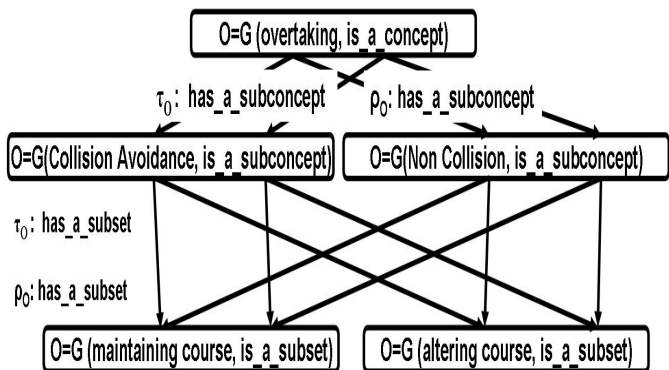 O=G (overtaking, is_a_concept)
τ0 : has_a_subconcept ρ0: has_a_subconcept
O=G(Collision Avoidance, is_a_subconcept) O=G(Non Collision, is_a_subconcept)
τ0 : has_a_subset
ρ0: has_a_subset
O=G (maintaining course, is_a_subset) O=G (altering course, is_a_subset)